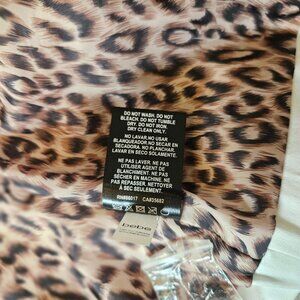 DO NOT WASH. DO NOT
BLEACH. DO NOT TUMBLE
DRY. DO NOT IRON.
DRY CLEAN ONLY.
NO LAVAR.NO USAR
BLANQUEADOR.NO SECAR EN
SECADORA. NO PLANCHAR.
LAVAR EN SECO.
NE PAS LAVER. NE PAS
UTILISER AGENT DE
BLANCHIMENT. NE PAS
SÉCHER EN MACHINE. NE
PAS REPASSER, NETTOYER
À SEC SEULEMENT.
CA#35682
bebe